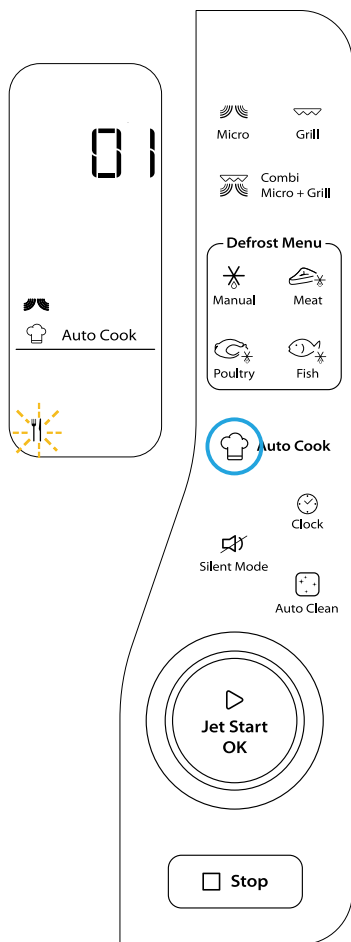 01
Auto Cook
Micro
Grill
Combi
Micro + Grill
Defrost Menu
Manual
Meat
Poultry
Fish
Auto Cook
Clock
Silent Mode
Auto Clean
Jet Start
OK
Stop